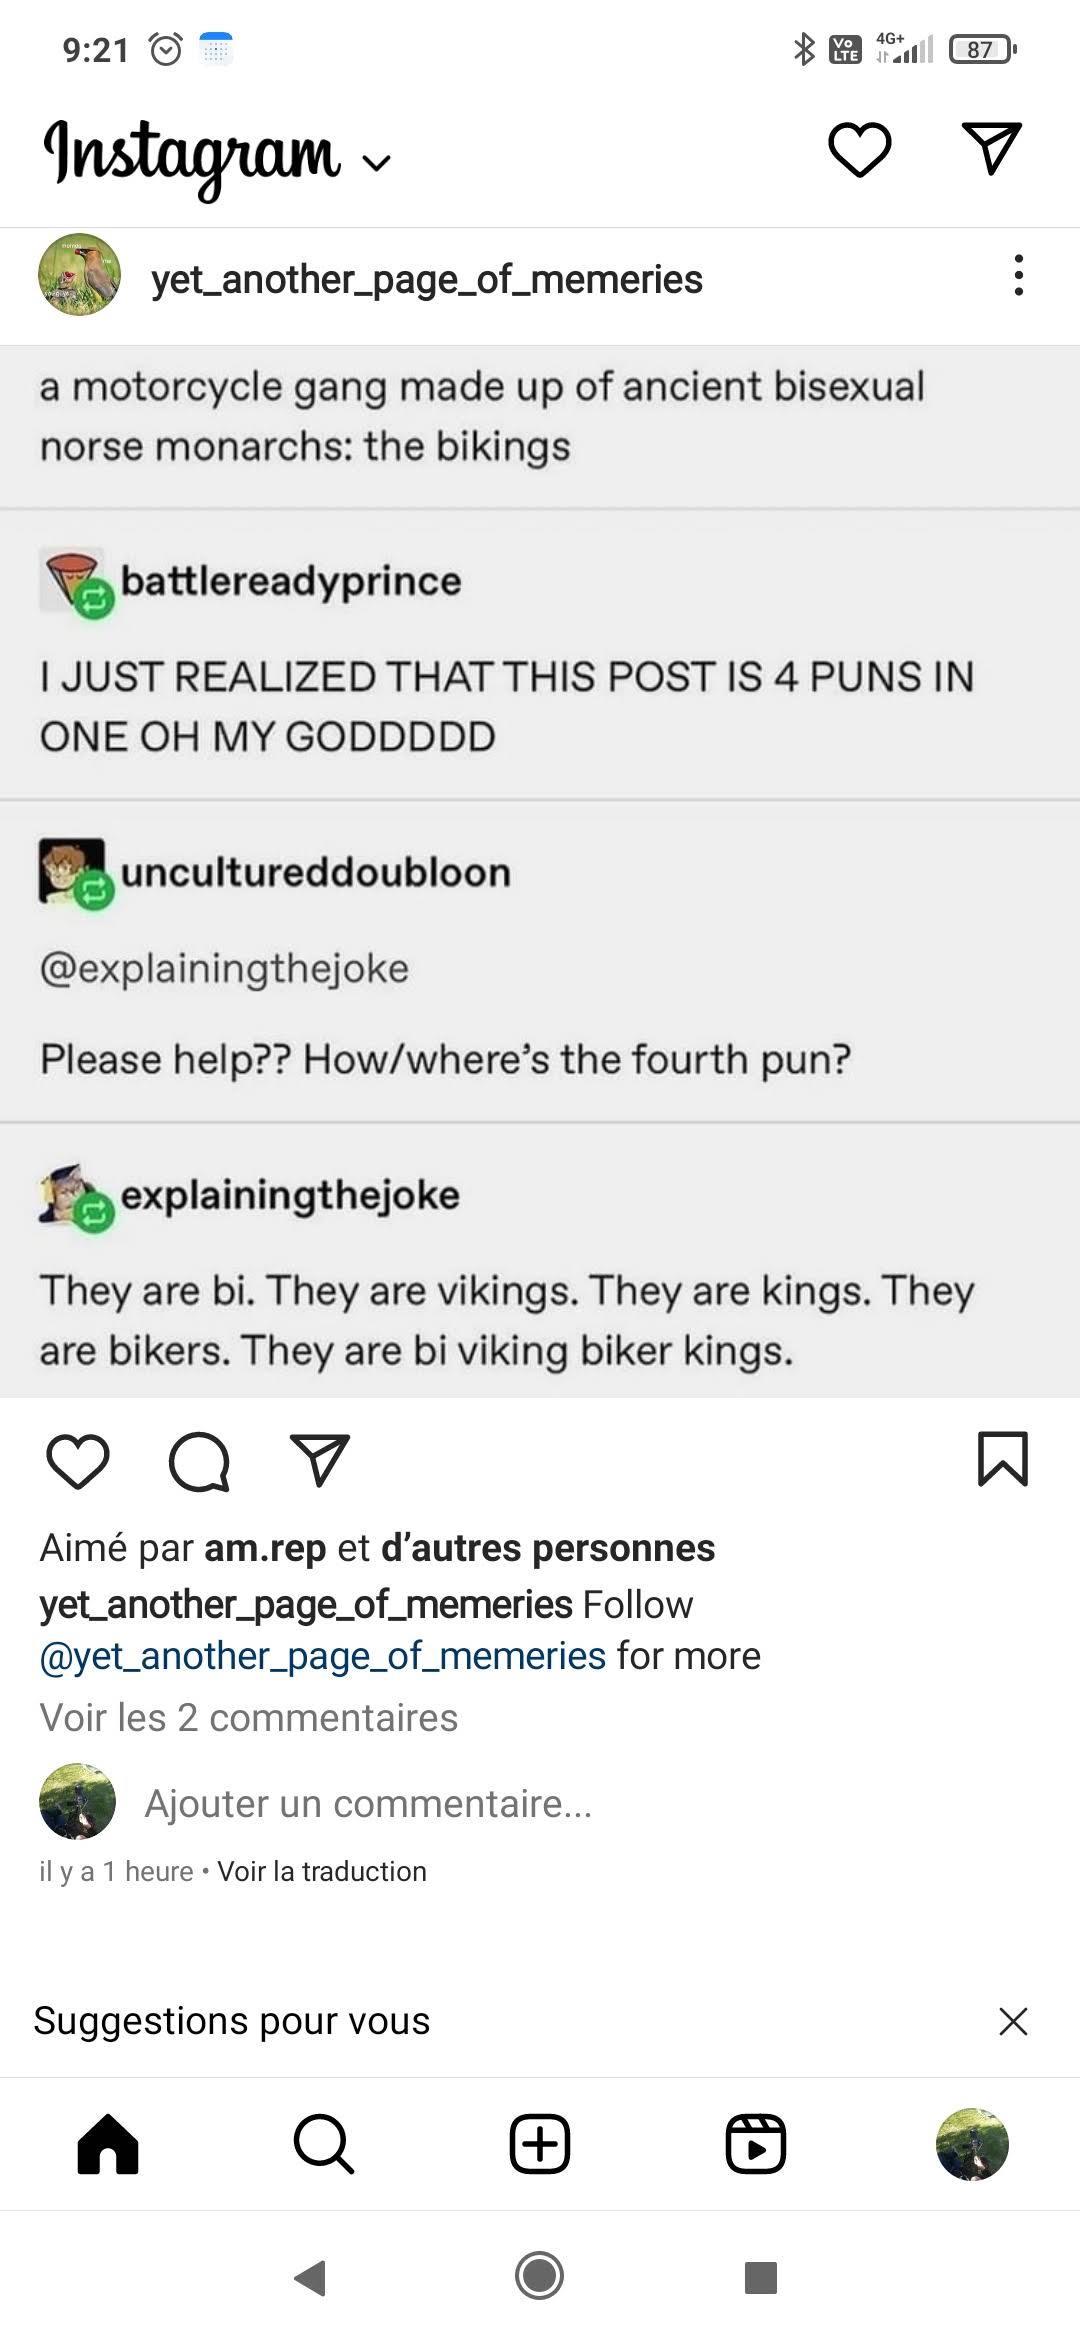 9:21
Vo LTE 4G+ 87
Instagram
yet_another_page_of_memeries
a motorcycle gang made up of ancient bisexual
norse monarchs: the bikings
battlereadyprince
I JUST REALIZED THAT THIS POST IS 4 PUNS IN
ONE OH MY GODDDDD
unculturedoubloon
@explainingthejoke
Please help?? How/where's the fourth pun?
explainingthejoke
They are bi. They are vikings. They are kings. They
are bikers. They are bi viking biker kings.
Aimé par am.rep et d'autres personnes
yet_another_page_of_memeries Follow
@yet_another_page_of_memeries for more
Voir les 2 commentaires
Ajouter un commentaire...
il y a 1 heure • Voir la traduction
Suggestions pour vous